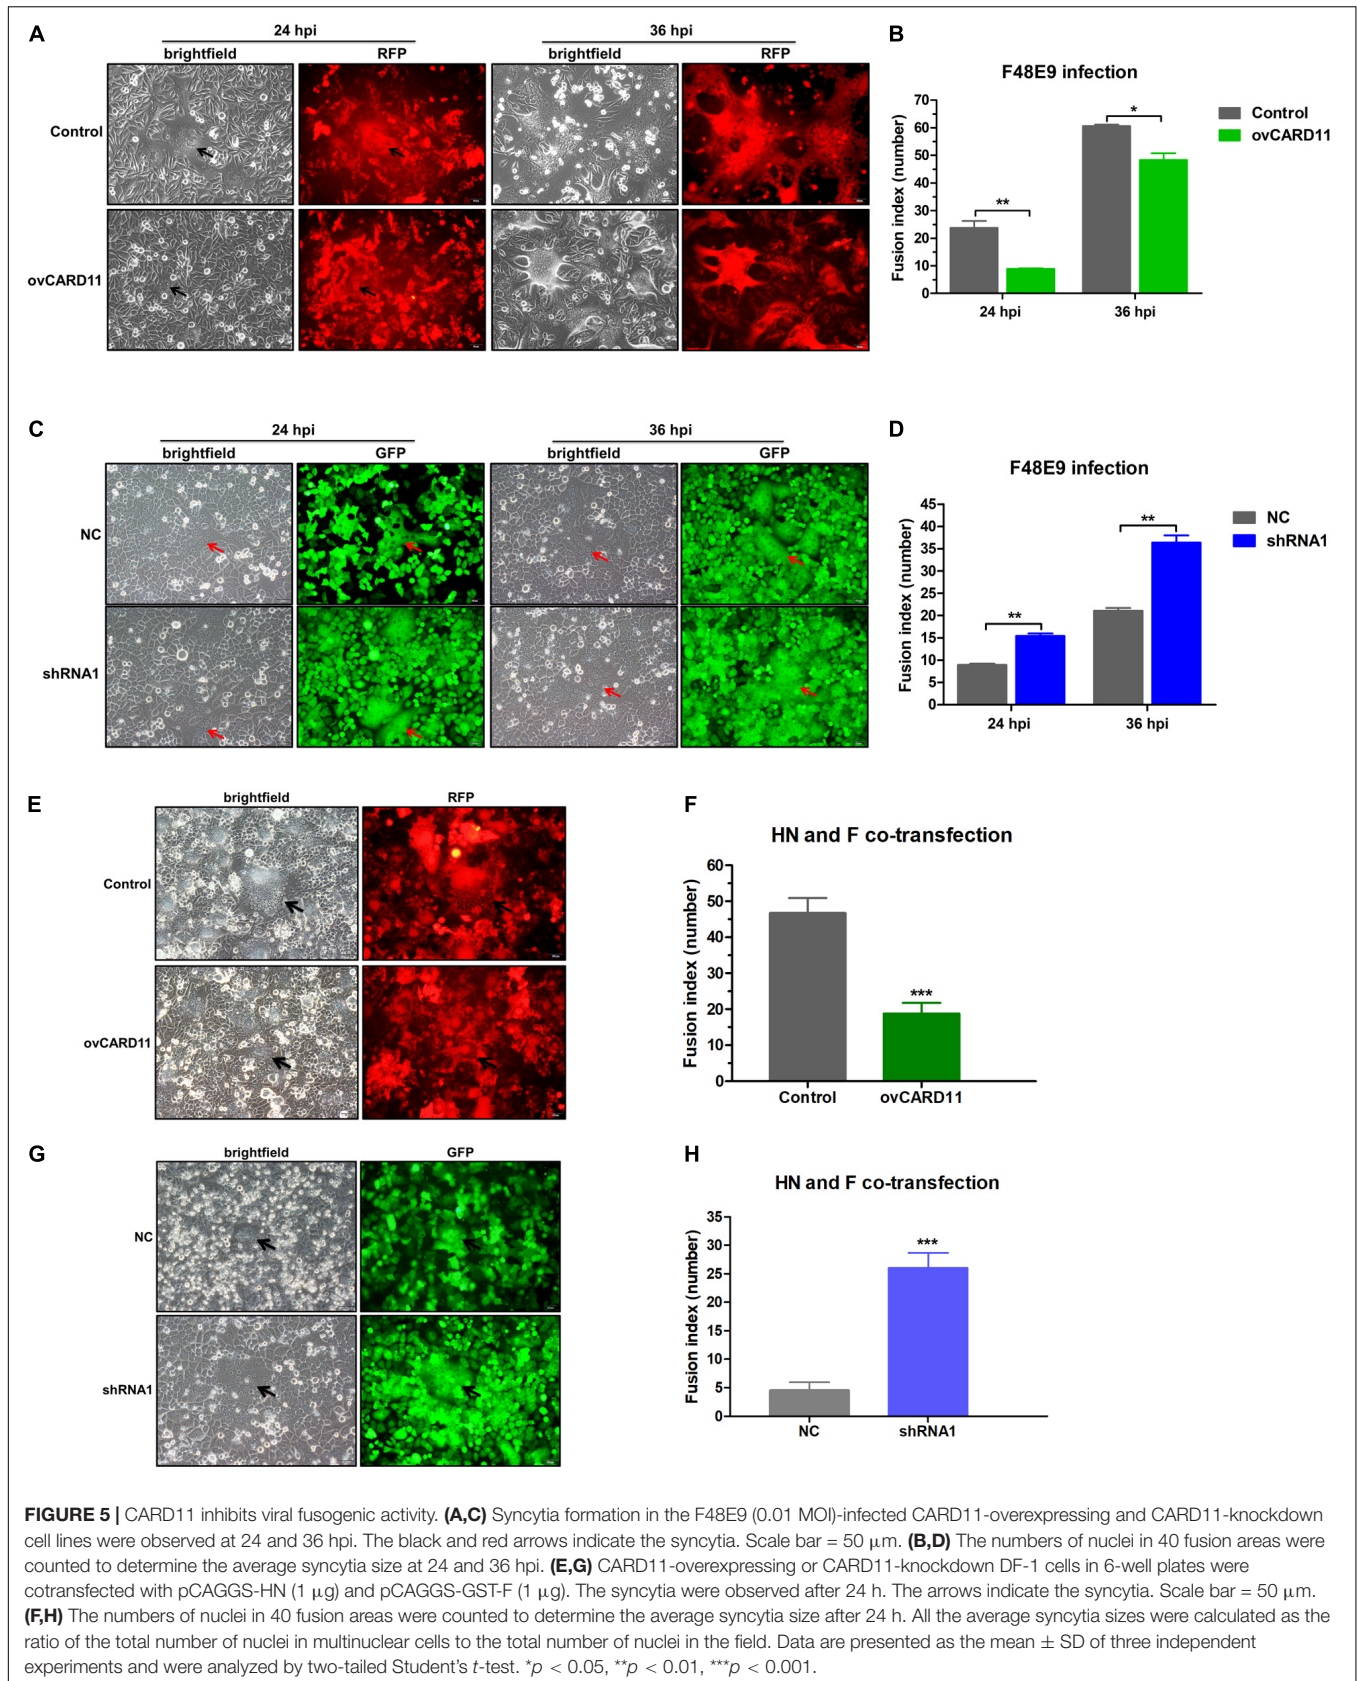 A
24 hpi
36 hpi
brightfield
RFP
brightfield
RFP
Control
ovCARD11
B
F48E9 infection
Fusion index (number)
70
60
50
40
30
20
10
0
**
*
24 hpi
36 hpi
Control
ovCARD11
C
24 hpi
36 hpi
brightfield
GFP
brightfield
GFP
NC
shRNA1
D
F48E9 infection
Fusion index (number)
45
40
35
30
25
20
15
10
5
0
**
**
24 hpi
36 hpi
NC
shRNA1
E
brightfield
RFP
Control
ovCARD11
F
HN and F co-transfection
Fusion index (number)
60
50
40
30
20
10
0
***
Control
ovCARD11
G
brightfield
GFP
NC
shRNA1
H
HN and F co-transfection
Fusion index (number)
35
30
25
20
15
10
5
0
***
NC
shRNA1
FIGURE 5 | CARD11 inhibits viral fusogenic activity. (A,C) Syncytia formation in the F48E9 (0.01 MOI)-infected CARD11-overexpressing and CARD11-knockdown
cell lines were observed at 24 and 36 hpi. The black and red arrows indicate the syncytia. Scale bar = 50 μm. (B,D) The numbers of nuclei in 40 fusion areas were
counted to determine the average syncytia size at 24 and 36 hpi. (E,G) CARD11-overexpressing or CARD11-knockdown DF-1 cells in 6-well plates were
cotransfected with pCAGGS-HN (1 μg) and pCAGGS-GST-F (1 μg). The syncytia were observed after 24 h. The arrows indicate the syncytia. Scale bar = 50 μm.
(F,H) The numbers of nuclei in 40 fusion areas were counted to determine the average syncytia size after 24 h. All the average syncytia sizes were calculated as the
ratio of the total number of nuclei in multinuclear cells to the total number of nuclei in the field. Data are presented as the mean ± SD of three independent
experiments and were analyzed by two-tailed Student's t-test. *p < 0.05, **p < 0.01, ***p < 0.001.